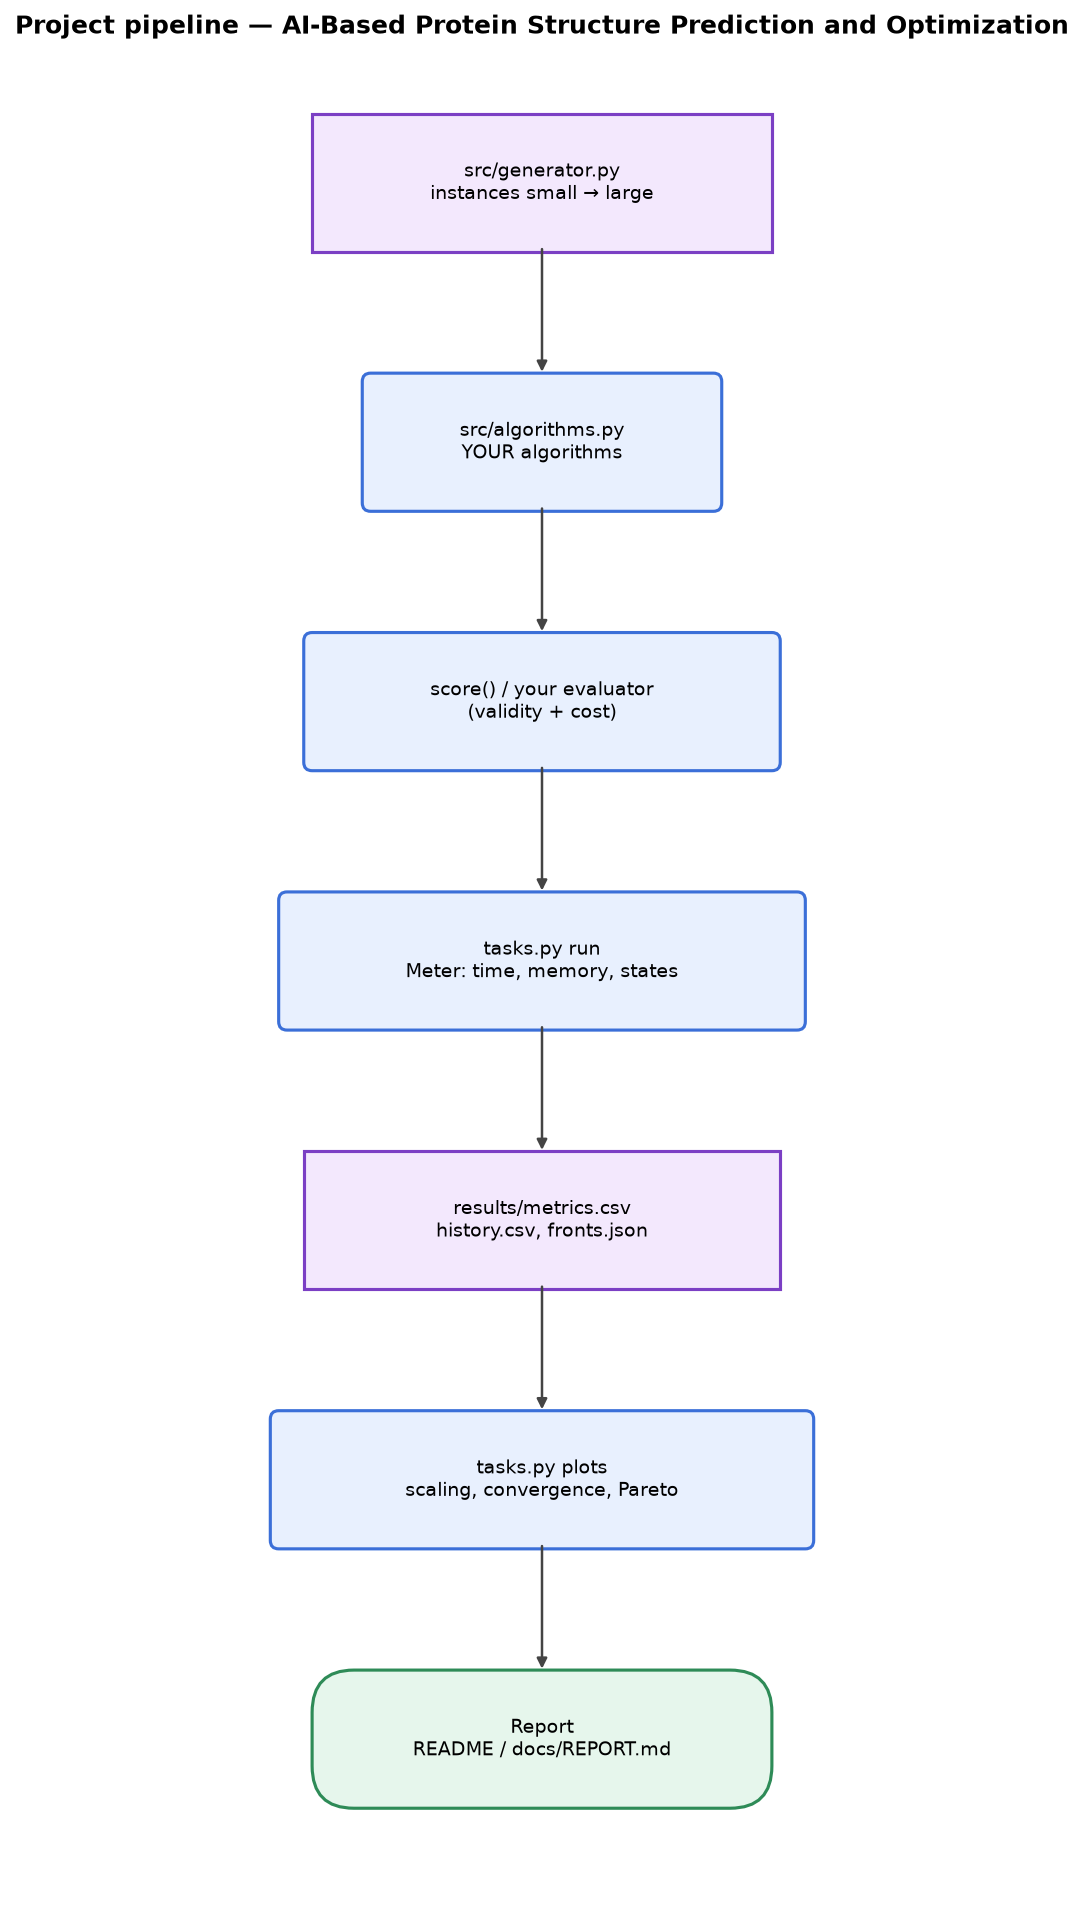 Project pipeline — AI-Based Protein Structure Prediction and Optimization
src/generator.py
instances small → large
src/algorithms.py
YOUR algorithms
score() / your evaluator
(validity + cost)
tasks.py run
Meter: time, memory, states
results/metrics.csv
history.csv, fronts.json
tasks.py plots
scaling, convergence, Pareto
Report
README / docs/REPORT.md